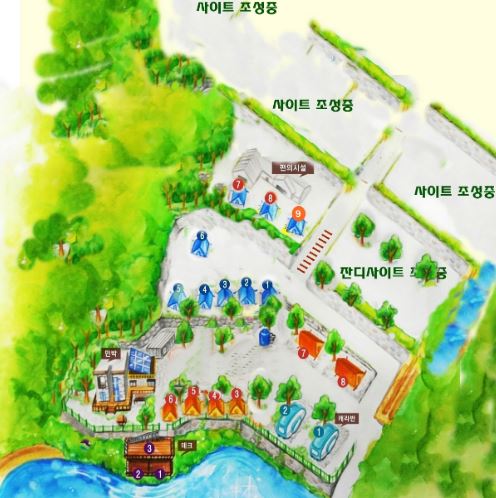 사이트 조성중
사이트 조성중
편의시설
7
8
9
사이트 조성중
6
잔디사이트 조성중
5 4 3 2 1
민박
7
8
6 5 4 3
2
캐라반
1
3
데크
2 1